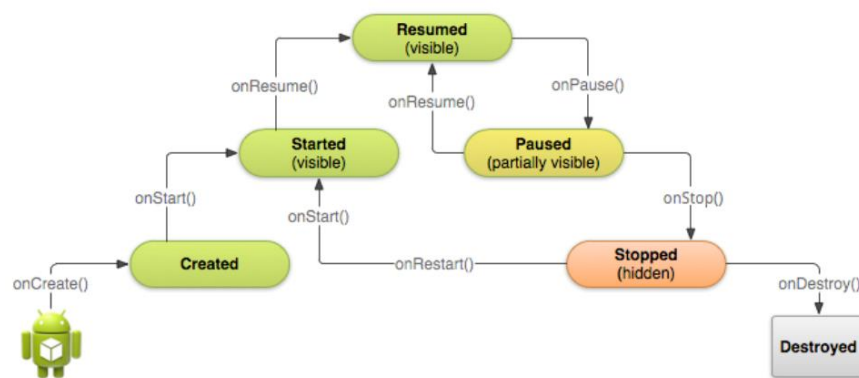 Resumed
(visible)
onResume()
onResume()
onPause()
Started
(visible)
Paused
(partially visible)
onStart()
onStart()
onStop()
Created
onRestart()
Stopped
(hidden)
onCreate()
onDestroy()
Destroyed